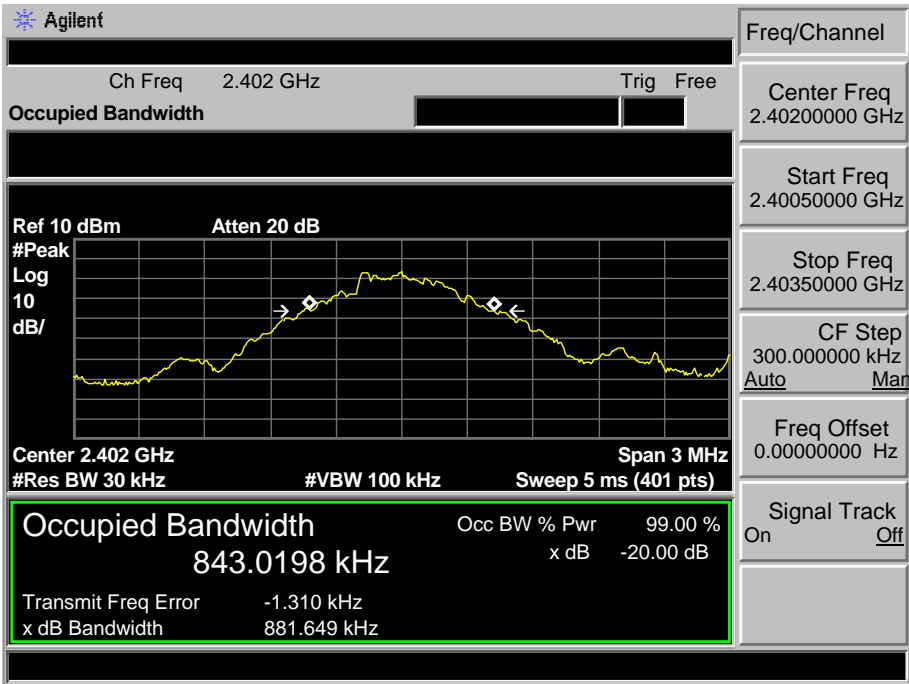 Agilent
Freq/Channel
Ch Freq 2.402 GHz Trig Free
Occupied Bandwidth
Center Freq
2.40200000 GHz
Start Freq
2.40050000 GHz
Stop Freq
2.40350000 GHz
CF Step
300.000000 kHz
Auto Man
Freq Offset
0.00000000 Hz
Signal Track
On Off
Ref 10 dBm Atten 20 dB
#Peak
Log
10
dB/
Center 2.402 GHz Span 3 MHz
#Res BW 30 kHz #VBW 100 kHz Sweep 5 ms (401 pts)
Occupied Bandwidth Occ BW % Pwr 99.00 %
843.0198 kHz x dB -20.00 dB
Transmit Freq Error -1.310 kHz
x dB Bandwidth 881.649 kHz